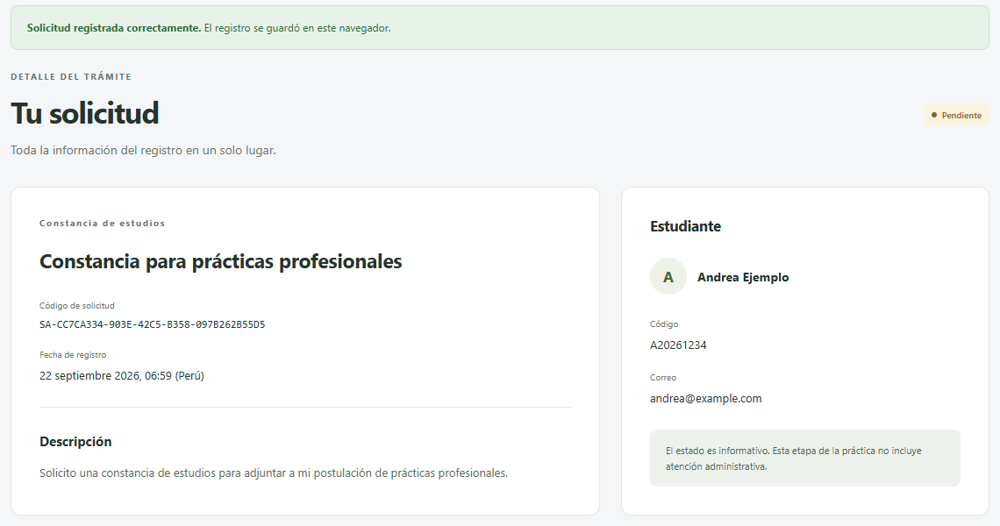 Solicitud registrada correctamente. El registro se guardó en este navegador.
DETALLE DEL TRÁMITE
Tu solicitud
Pendiente
Toda la información del registro en un solo lugar.
Constancia de estudios
Constancia para prácticas profesionales
Código de solicitud
SA-CC7CA334-903E-42C5-B358-097B262B55D5
Fecha de registro
22 septiembre 2026, 06:59 (Perú)
Descripción
Solicito una constancia de estudios para adjuntar a mi postulación de prácticas profesionales.
Estudiante
A
Andrea Ejemplo
Código
A20261234
Correo
andrea@example.com
El estado es informativo. Esta etapa de la práctica no incluye
atención administrativa.